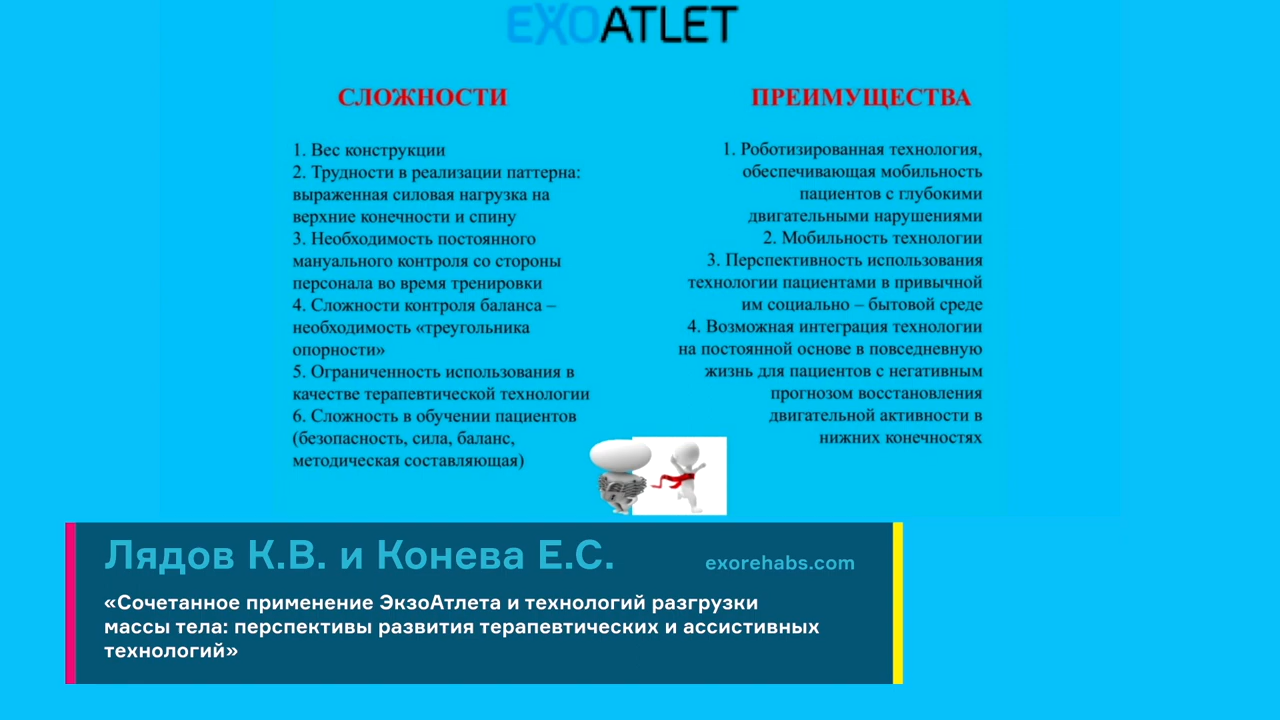 EXOATLET
СЛОЖНОСТИ
1. Вес конструкции
2. Трудности в реализации паттерна:
выраженная силовая нагрузка на
верхние конечности и спину
3. Необходимость постоянного
мануального контроля со стороны
персонала во время тренировки
4. Сложности контроля баланса –
необходимость «треугольника
опорности»
5. Ограниченность использования в
качестве терапевтической технологии
6. Сложность в обучении пациентов
(безопасность, сила, баланс,
методическая составляющая)
ПРЕИМУЩЕСТВА
1. Роботизированная технология,
обеспечивающая мобильность
пациентов с глубокими
двигательными нарушениями
2. Мобильность технологии
3. Перспективность использования
технологии пациентами в привычной
им социально – бытовой среде
4. Возможная интеграция технологии
на постоянной основе в повседневную
жизнь для пациентов с негативным
прогнозом восстановления
двигательной активности в
нижних конечностях
Лядов К.В. и Конева Е.С.
exorehabs.com
«Сочетанное применение ЭкзоАтлета и технологий разгрузки
массы тела: перспективы развития терапевтических и ассистивных
технологий»